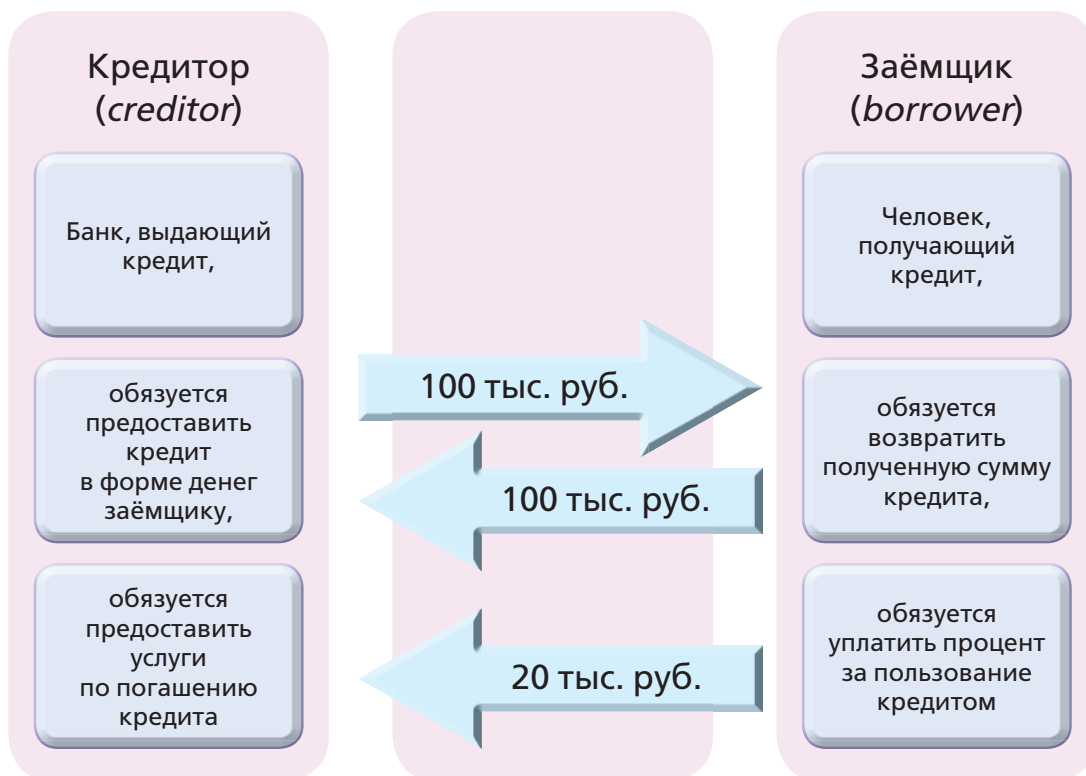 Кредитор
(creditor)
Банк, выдающий
кредит,
обязуется
предоставить
кредит
в форме денег
заёмщику,
обязуется
предоставить
услуги
по погашению
кредита
100 тыс. руб.
100 тыс. руб.
20 тыс. руб.
Заёмщик
(borrower)
Человек,
получающий
кредит,
обязуется
возвратить
полученную сумму
кредита,
обязуется
уплатить процент
за пользование
кредитом